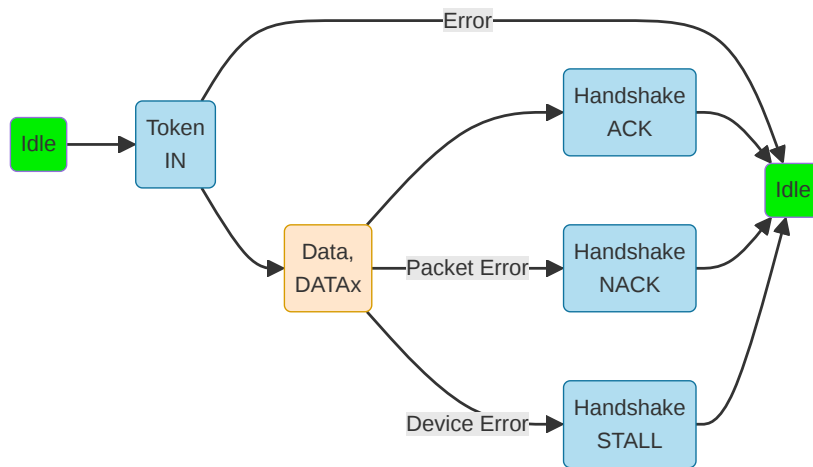 Error
Handshake
ACK
Idle
Token
IN
Idle
Data,
DATAx
Packet Error
Handshake
NACK
Device Error
Handshake
STALL